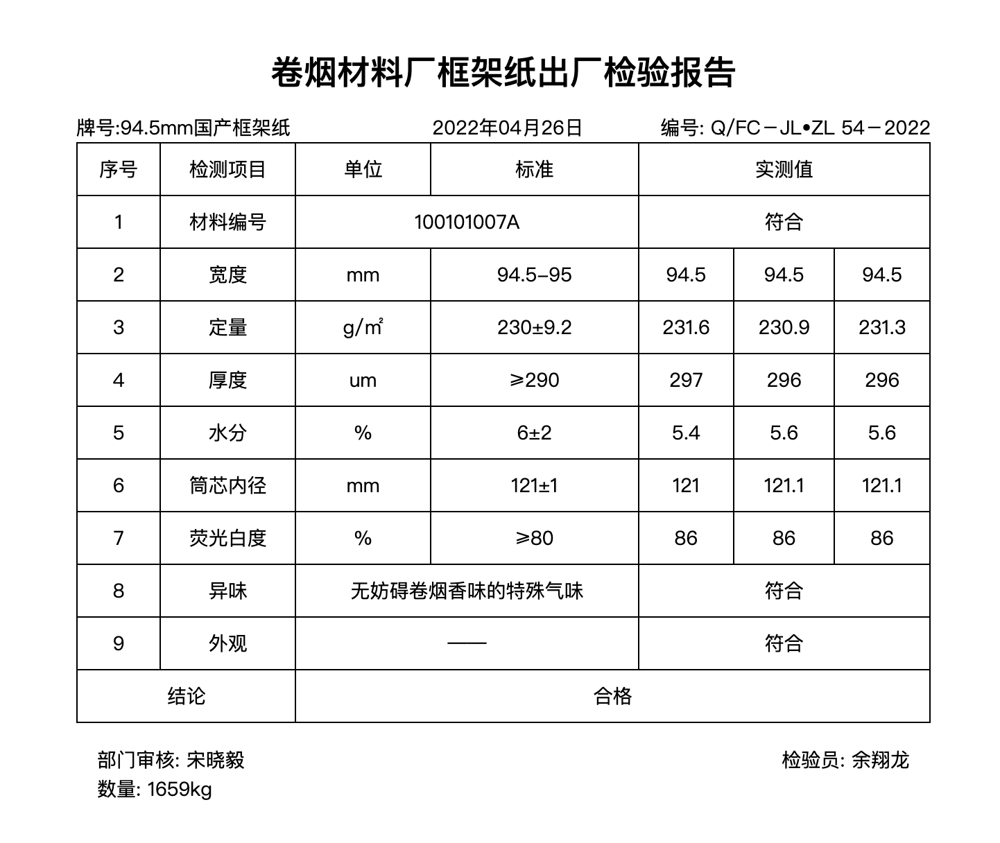 卷烟材料厂框架纸出厂检验报告
牌号:94.5mm国产框架纸 2022年04月26日 编号: Q/FC－JL•ZL 54－2022
序号 检测项目 单位 标准 实测值
1 材料编号 100101007A 符合
2 宽度 mm 94.5–95 94.5 94.5 94.5
3 定量 g/㎡ 230±9.2 231.6 230.9 231.3
4 厚度 um ⩾290 297 296 296
5 水分 % 6±2 5.4 5.6 5.6
6 筒芯内径 mm 121±1 121 121.1 121.1
7 荧光白度 % ⩾80 86 86 86
8 异味 无妨碍卷烟香味的特殊气味 符合
9 外观 —— 符合
结论 合格
部门审核: 宋晓毅 检验员: 余翔龙
数量: 1659kg